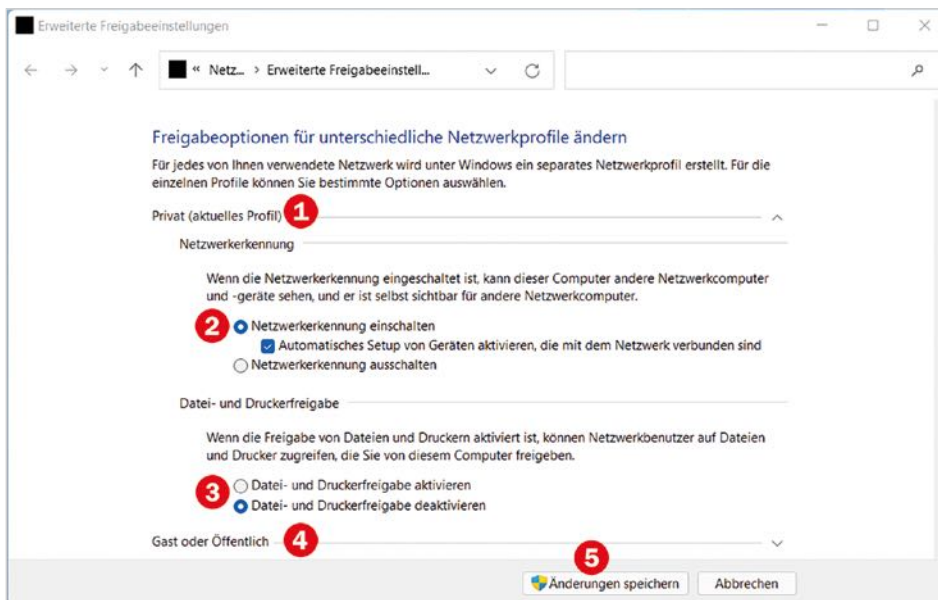 Erweiterte Freigabeeinstellungen
« Netz... > Erweiterte Freigabeeinstell...
Freigabeoptionen für unterschiedliche Netzwerkprofile ändern
Für jedes von Ihnen verwendete Netzwerk wird unter Windows ein separates Netzwerkprofil erstellt. Für die
einzelnen Profile können Sie bestimmte Optionen auswählen.
Privat (aktuelles Profil) 1
Netzwerkerkennung
Wenn die Netzwerkerkennung eingeschaltet ist, kann dieser Computer andere Netzwerkcomputer
und -geräte sehen, und er ist selbst sichtbar für andere Netzwerkcomputer.
2 Netzwerkerkennung einschalten
Automatisches Setup von Geräten aktivieren, die mit dem Netzwerk verbunden sind
Netzwerkerkennung ausschalten
Datei- und Druckerfreigabe
Wenn die Freigabe von Dateien und Druckern aktiviert ist, können Netzwerkbenutzer auf Dateien
und Drucker zugreifen, die Sie von diesem Computer freigeben.
3 Datei- und Druckerfreigabe aktivieren
Datei- und Druckerfreigabe deaktivieren
Gast oder Öffentlich 4
5
Änderungen speichern Abbrechen